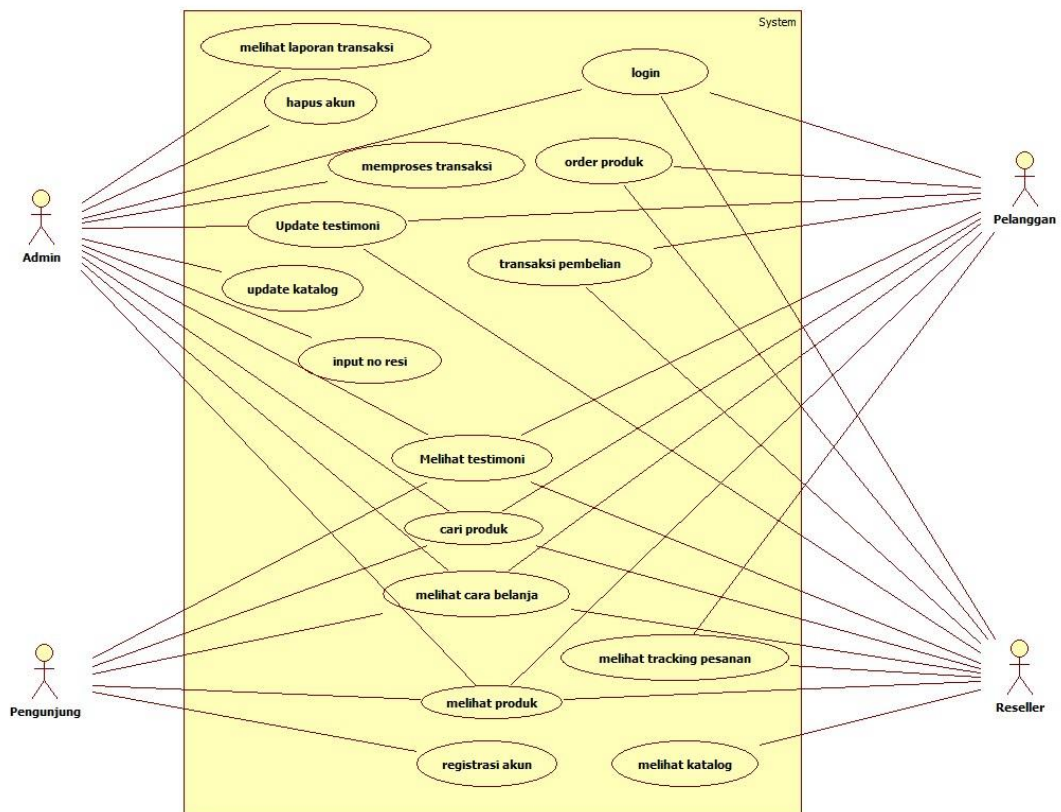 System
melihat laporan transaksi
login
hapus akun
memproses transaksi
order produk
Update testimoni
Admin
Pelanggan
transaksi pembelian
update katalog
input no resi
Melihat testimoni
cari produk
melihat cara belanja
melihat tracking pesanan
Pengunjung
melihat produk
Reseller
registrasi akun
melihat katalog